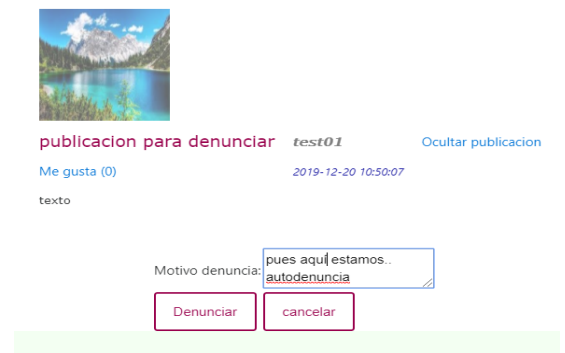 publicacion para denunciar test01 Ocultar publicacion
Me gusta (0) 2019-12-20 10:50:07
texto
Motivo denuncia: pues aquí estamos..
autodenuncia
Denunciar cancelar